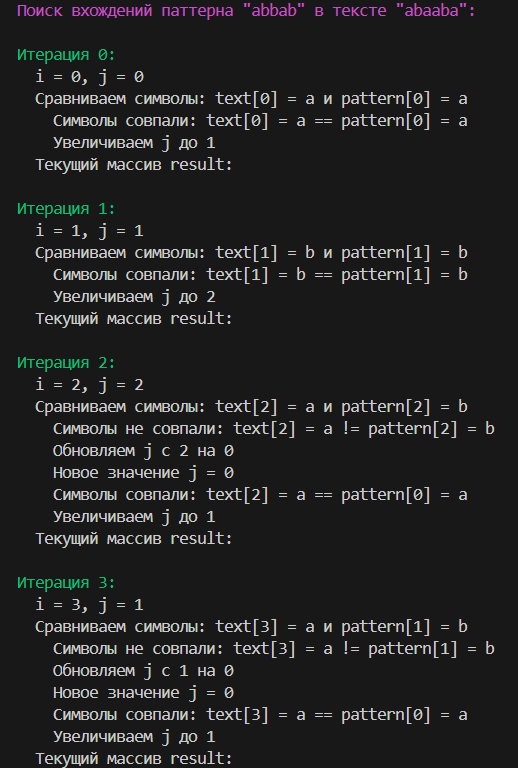 Поиск вхождений паттерна "abbab" в тексте "abaaba":
Итерация 0:
i = 0, j = 0
Сравниваем символы: text[0] = a и pattern[0] = a
Символы совпали: text[0] = a == pattern[0] = a
Увеличиваем j до 1
Текущий массив result:
Итерация 1:
i = 1, j = 1
Сравниваем символы: text[1] = b и pattern[1] = b
Символы совпали: text[1] = b == pattern[1] = b
Увеличиваем j до 2
Текущий массив result:
Итерация 2:
i = 2, j = 2
Сравниваем символы: text[2] = a и pattern[2] = b
Символы не совпали: text[2] = a != pattern[2] = b
Обновляем j с 2 на 0
Новое значение j = 0
Символы совпали: text[2] = a == pattern[0] = a
Увеличиваем j до 1
Текущий массив result:
Итерация 3:
i = 3, j = 1
Сравниваем символы: text[3] = a и pattern[1] = b
Символы не совпали: text[3] = a != pattern[1] = b
Обновляем j с 1 на 0
Новое значение j = 0
Символы совпали: text[3] = a == pattern[0] = a
Увеличиваем j до 1
Текущий массив result: